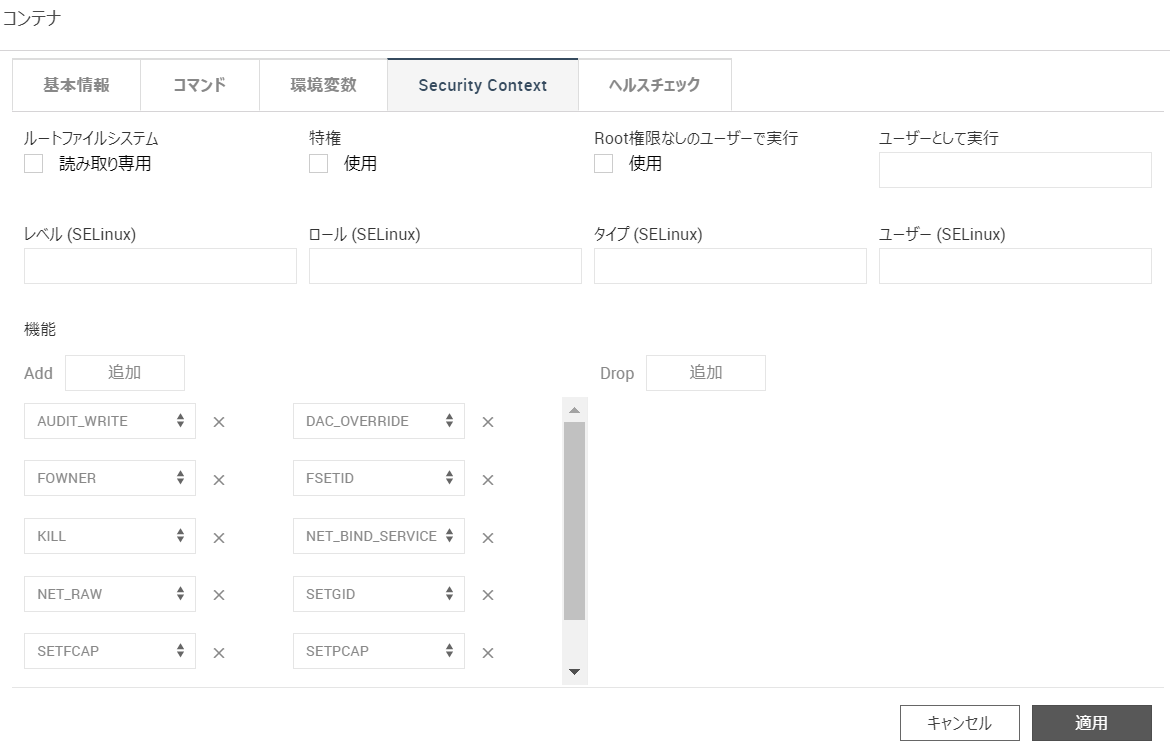 コンテナ
基本情報 コマンド 環境変数 Security Context ヘルスチェック
ルートファイルシステム 特権 Root権限なしのユーザーで実行 ユーザーとして実行
読み取り専用 使用 使用
レベル (SELinux) ロール (SELinux) タイプ (SELinux) ユーザー (SELinux)
機能
Add 追加 Drop 追加
AUDIT_WRITE DAC_OVERRIDE
FOWNER FSETID
KILL NET_BIND_SERVICE
NET_RAW SETGID
SETFCAP SETPCAP
キャンセル 適用